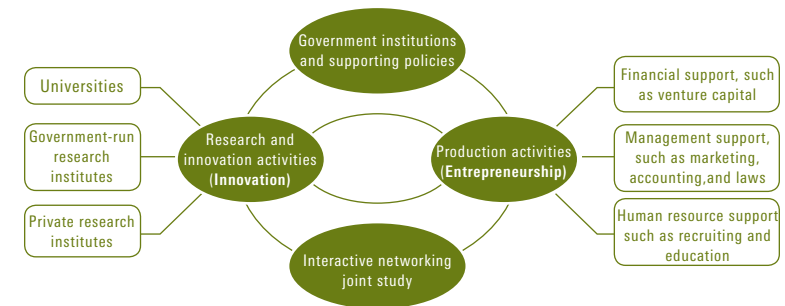 Government institutions
and supporting policies
Universities
Government-run
research
institutes
Private research
institutes
Research and
innovation activities
(Innovation)
Production activities
(Entrepreneurship)
Interactive networking
joint study
Financial support, such
as venture capital
Management support,
such as marketing,
accounting,and laws
Human resource support
such as recruiting and
education